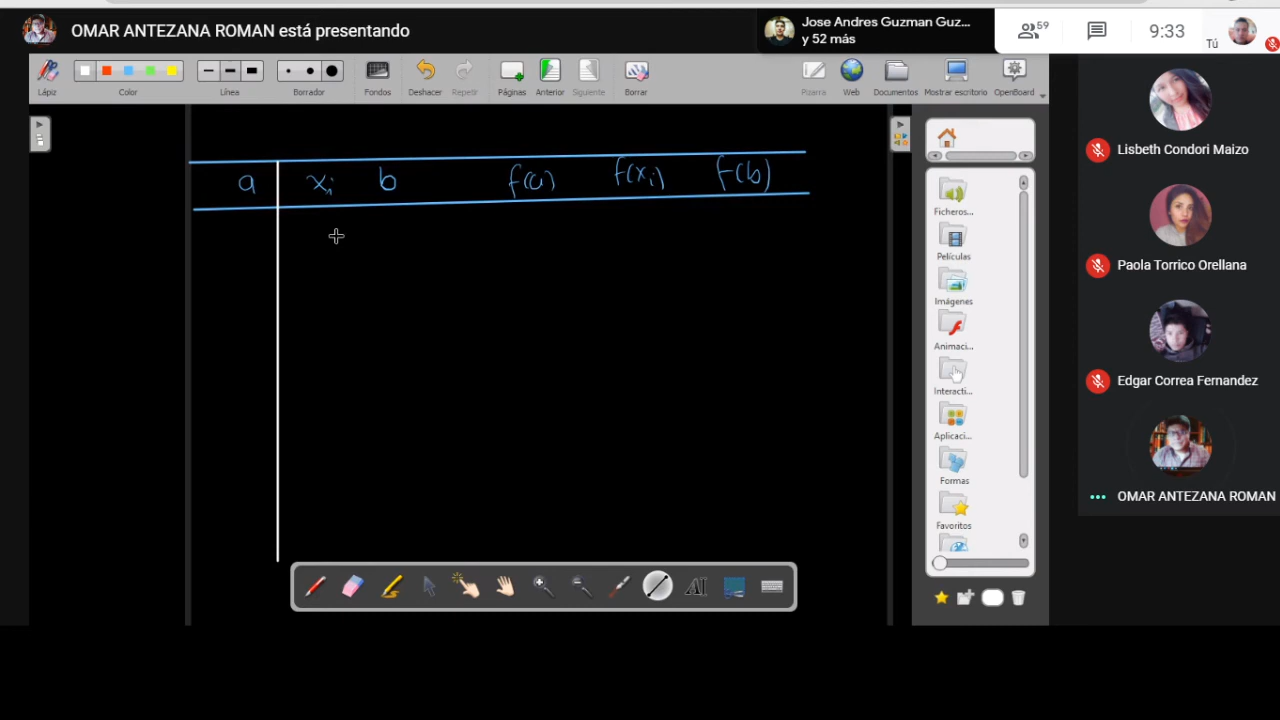 OMAR ANTEZANA ROMAN está presentando
Jose Andres Guzman Guz...
y 52 más
59
9:33
Tú
Lápiz
Color
Línea
Borrador
Fondos
Deshacer
Repetir
Páginas
Anterior
Siguiente
Borrar
Pizarra
Web
Documentos
Mostrar escritorio
OpenBoard
a xi b f(a) f(xi) f(b)
Ficheros...
Películas
Imágenes
Animaci...
Interacti...
Aplicaci...
Formas
Favoritos
AI
Lisbeth Condori Maizo
Paola Torrico Orellana
Edgar Correa Fernandez
OMAR ANTEZANA ROMAN